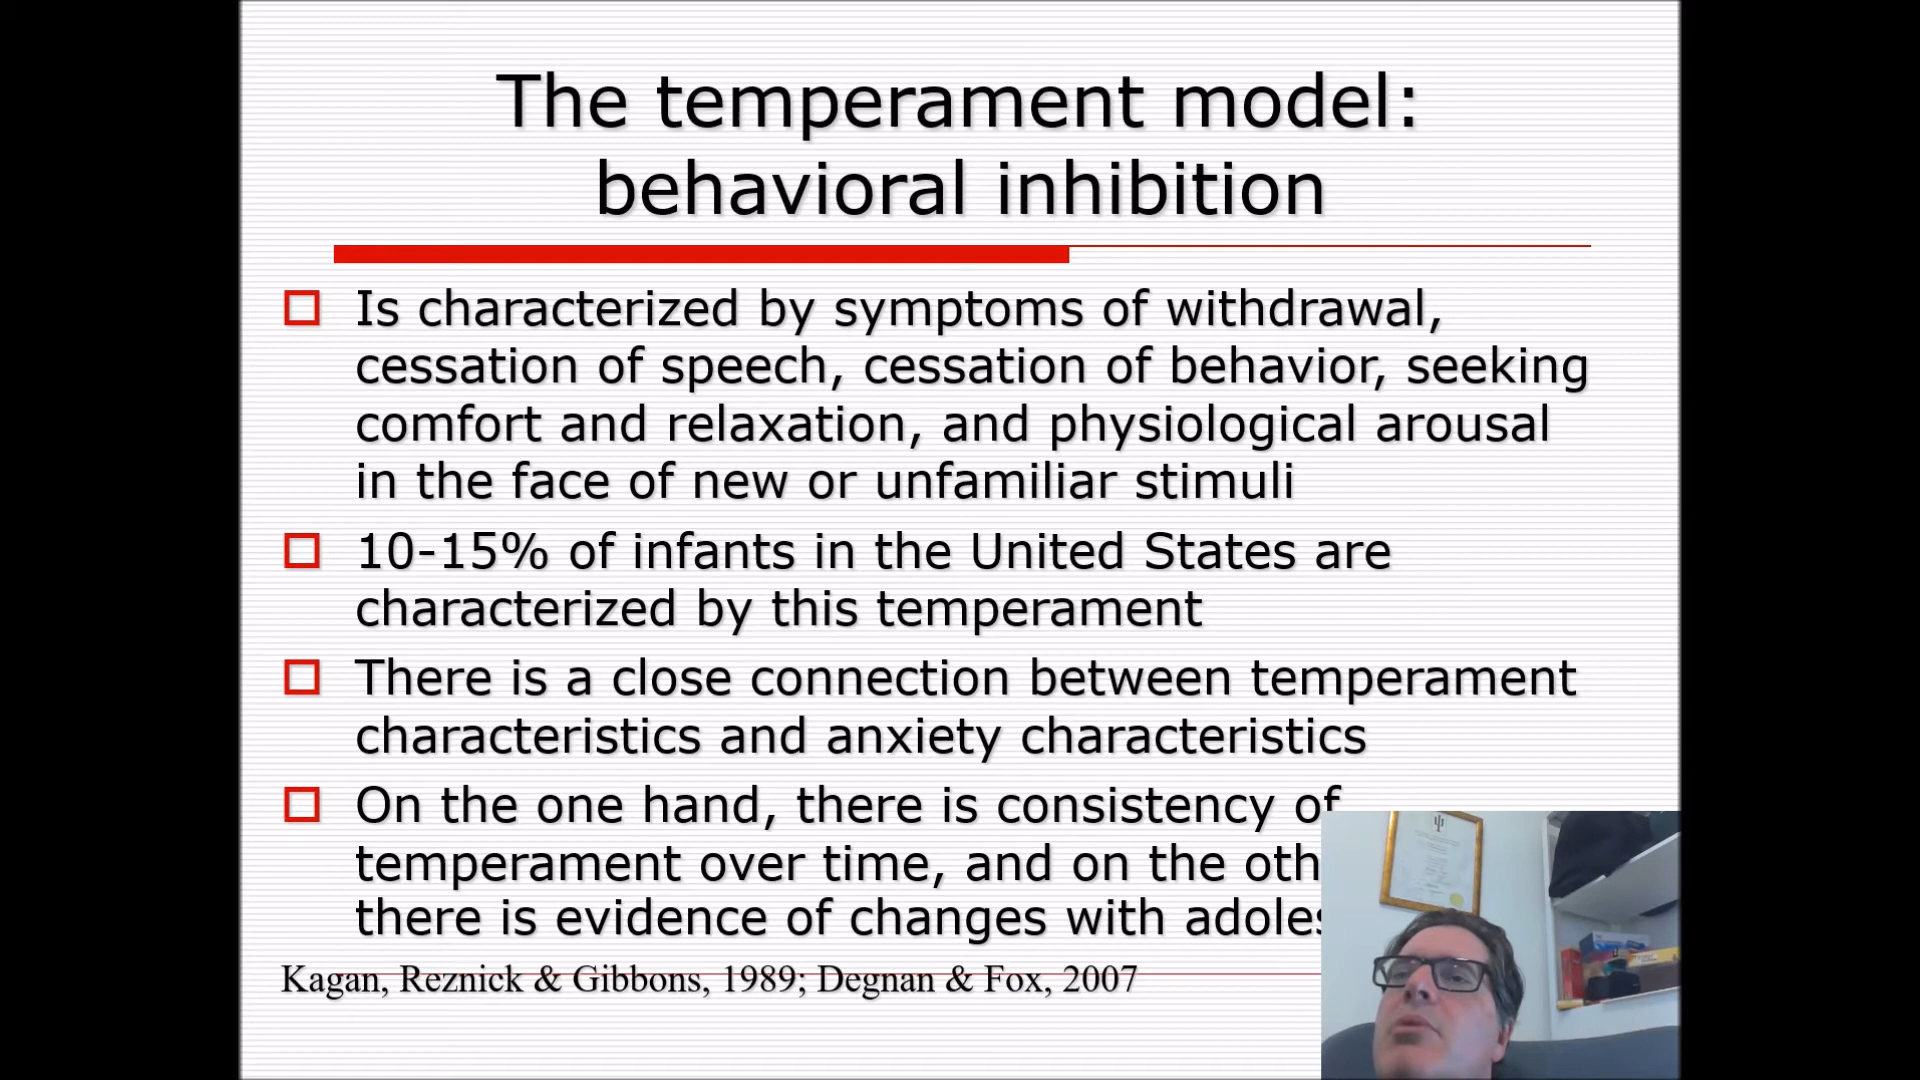 The temperament model:
behavioral inhibition
Is characterized by symptoms of withdrawal,
cessation of speech, cessation of behavior, seeking
comfort and relaxation, and physiological arousal
in the face of new or unfamiliar stimuli
10-15% of infants in the United States are
characterized by this temperament
There is a close connection between temperament
characteristics and anxiety characteristics
On the one hand, there is consistency of
temperament over time, and on the
there is evidence of changes with
Kagan, Reznick & Gibbons, 1989; Degnan & Fox, 2007